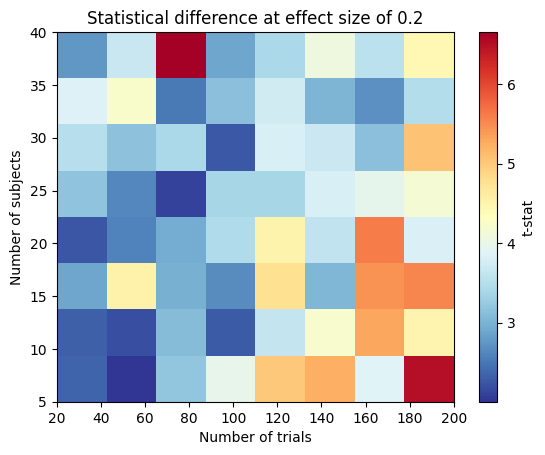 Statistical difference at effect size of 0.2
40
35
30
25
20
15
10
5
Number of subjects
20 40 60 80 100 120 140 160 180 200
Number of trials
6
5
4
3
t-stat